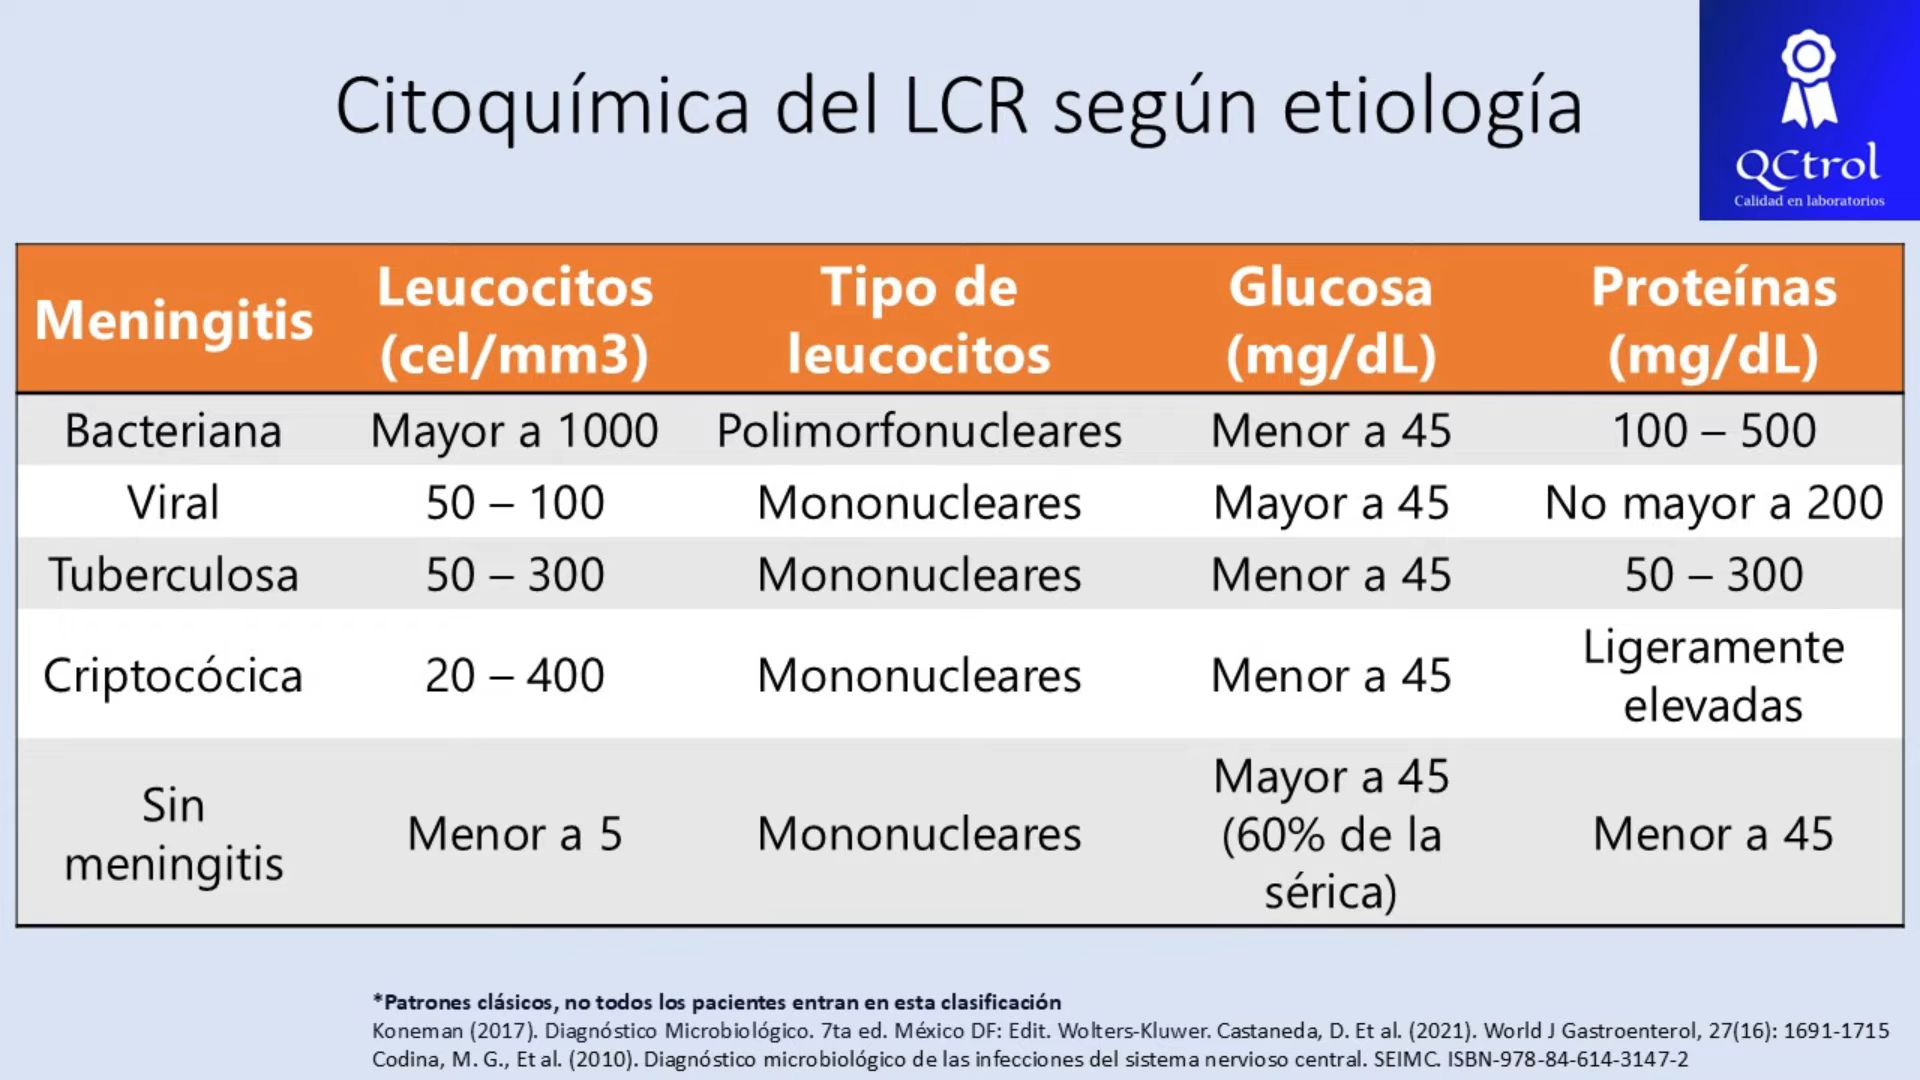 Citoquímica del LCR según etiología
QCtrol
Calidad en laboratorios
Meningitis
Leucocitos
(cel/mm3)
Tipo de
leucocitos
Glucosa
(mg/dL)
Proteínas
(mg/dL)
Bacteriana Mayor a 1000 Polimorfonucleares Menor a 45 100 – 500
Viral 50 – 100 Mononucleares Mayor a 45 No mayor a 200
Tuberculosa 50 – 300 Mononucleares Menor a 45 50 – 300
Criptocócica 20 – 400 Mononucleares Menor a 45
Ligeramente
elevadas
Sin
meningitis
Menor a 5 Mononucleares
Mayor a 45
(60% de la
sérica)
Menor a 45
*Patrones clásicos, no todos los pacientes entran en esta clasificación
Koneman (2017). Diagnóstico Microbiológico. 7ta ed. México DF: Edit. Wolters-Kluwer. Castaneda, D. Et al. (2021). World J Gastroenterol, 27(16): 1691-1715
Codina, M. G., Et al. (2010). Diagnóstico microbiológico de las infecciones del sistema nervioso central. SEIMC. ISBN-978-84-614-3147-2